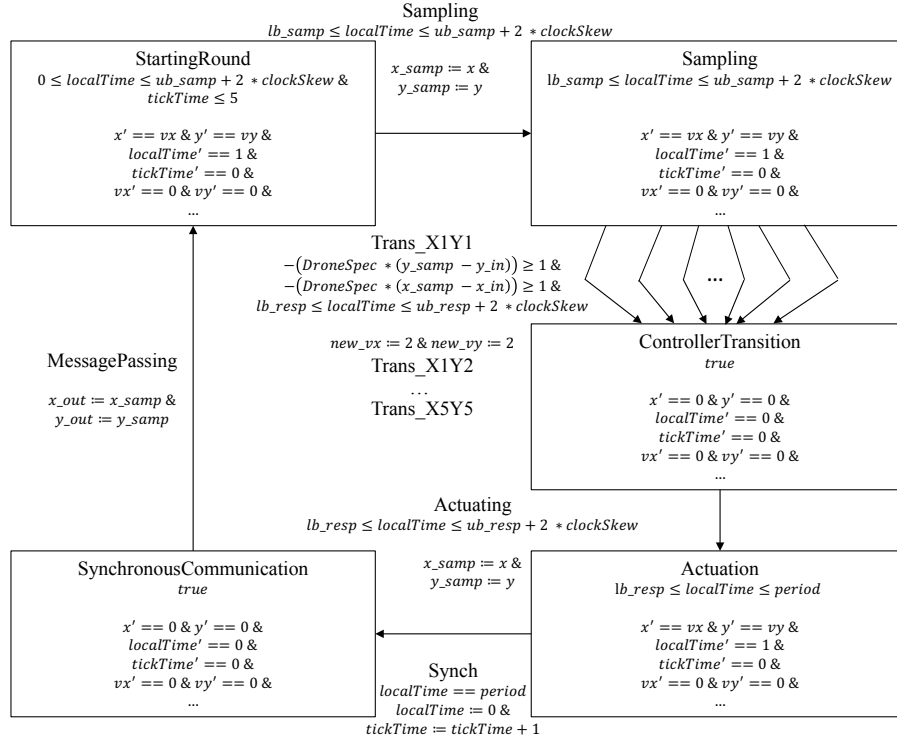 Sampling
lb_samp ≤ localTime ≤ ub_samp + 2 * clockSkew
x_samp ≔ x &
y_samp ≔ y
StartingRound
0 ≤ localTime ≤ ub_samp + 2 * clockSkew &
tickTime ≤ 5
x′ == vx & y′ == vy &
localTime′ == 1 &
tickTime′ == 0 &
vx′ == 0 & vy′ == 0 &
...
Sampling
lb_samp ≤ localTime ≤ ub_samp + 2 * clockSkew
x′ == vx & y′ == vy &
localTime′ == 1 &
tickTime′ == 0 &
vx′ == 0 & vy′ == 0 &
...
Trans_X1Y1
−(DroneSpec * (y_samp − y_in)) ≥ 1 &
−(DroneSpec * (x_samp − x_in)) ≥ 1 &
lb_resp ≤ localTime ≤ ub_resp + 2 * clockSkew
new_vx ≔ 2 & new_vy ≔ 2
Trans_X1Y2
...
Trans_X5Y5
...
ControllerTransition
true
x′ == 0 & y′ == 0 &
localTime′ == 0 &
tickTime′ == 0 &
vx′ == 0 & vy′ == 0 &
...
MessagePassing
x_out ≔ x_samp &
y_out ≔ y_samp
Actuating
lb_resp ≤ localTime ≤ ub_resp + 2 * clockSkew
x_samp ≔ x &
y_samp ≔ y
SynchronousCommunication
true
x′ == 0 & y′ == 0 &
localTime′ == 0 &
tickTime′ == 0 &
vx′ == 0 & vy′ == 0 &
...
Actuation
lb_resp ≤ localTime ≤ period
x′ == vx & y′ == vy &
localTime′ == 1 &
tickTime′ == 0 &
vx′ == 0 & vy′ == 0 &
...
Synch
localTime == period
localTime ≔ 0 &
tickTime ≔ tickTime + 1